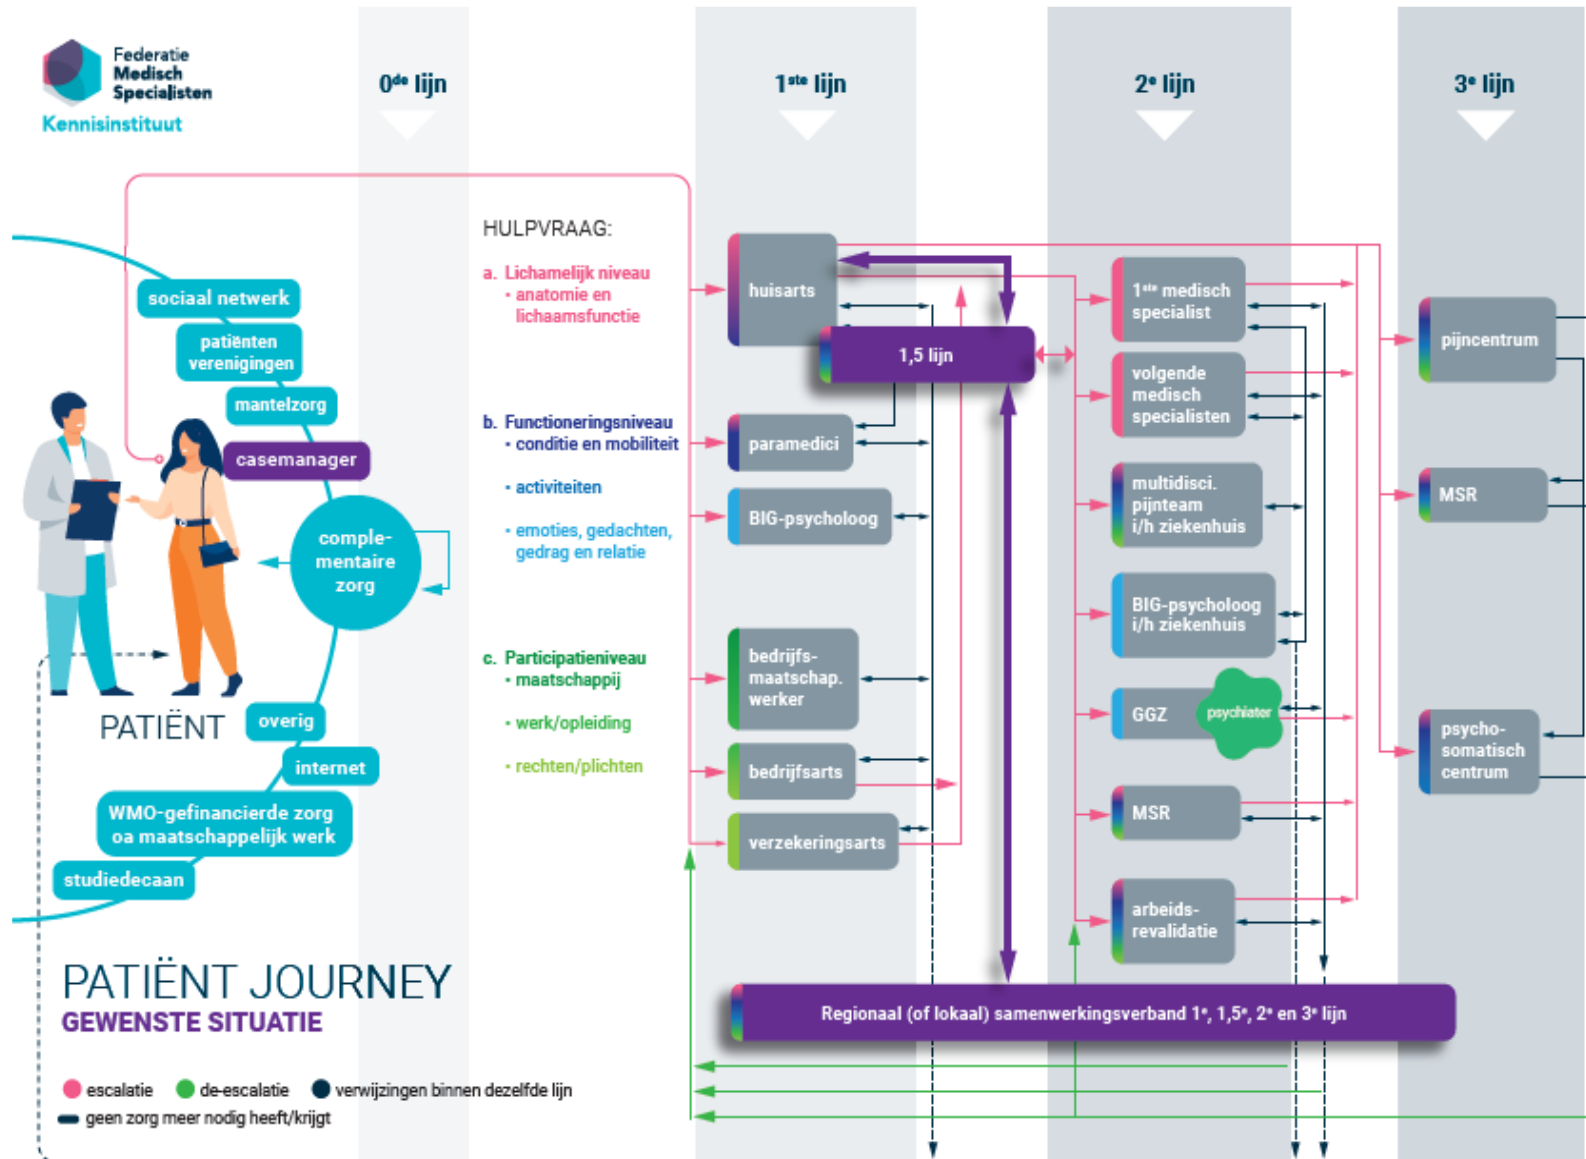 Federatie
Medisch
Specialisten
Kennisinstituut
0de lijn
1ste lijn
2e lijn
3e lijn
HULPVRAAG:
a. Lichamelijk niveau
• anatomie en
lichaamsfunctie
b. Functioneringsniveau
• conditie en mobiliteit
• activiteiten
• emoties, gedachten,
gedrag en relatie
c. Participatieniveau
• maatschappij
• werk/opleiding
• rechten/plichten
sociaal netwerk
patiënten
verenigingen
mantelzorg
casemanager
comple-
mentaire
zorg
PATIËNT
overig
internet
WMO-gefinancierde zorg
oa maatschappelijk werk
studiedecaan
huisarts
1,5 lijn
paramedici
BIG-psycholoog
bedrijfs-
maatschap.
werker
bedrijfsarts
verzekeringsarts
1ste medisch
specialist
volgende
medisch
specialisten
multidisci.
pijnteam
i/h ziekenhuis
BIG-psycholoog
i/h ziekenhuis
GGZ
psychiater
MSR
arbeids-
revalidatie
pijncentrum
MSR
psycho-
somatisch
centrum
Regionaal (of lokaal) samenwerkingsverband 1e, 1,5e, 2e en 3e lijn
PATIËNT JOURNEY
GEWENSTE SITUATIE
escalatie
de-escalatie
verwijzingen binnen dezelfde lijn
geen zorg meer nodig heeft/krijgt